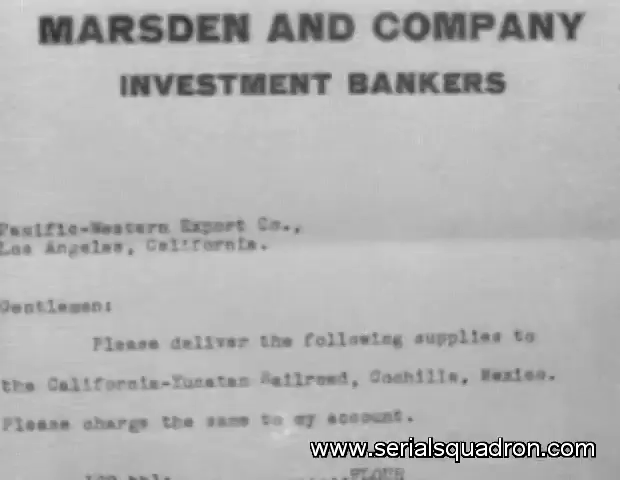 MARSDEN AND COMPANY
INVESTMENT BANKERS
Pacific-Western Export Co.,
Los Angeles, California.
Gentlemen:
Please deliver the following supplies to
the California-Yucatan Railroad, Cochilla, Mexico.
Please charge the same to my account.
www.serialsquadron.com
FLOUR